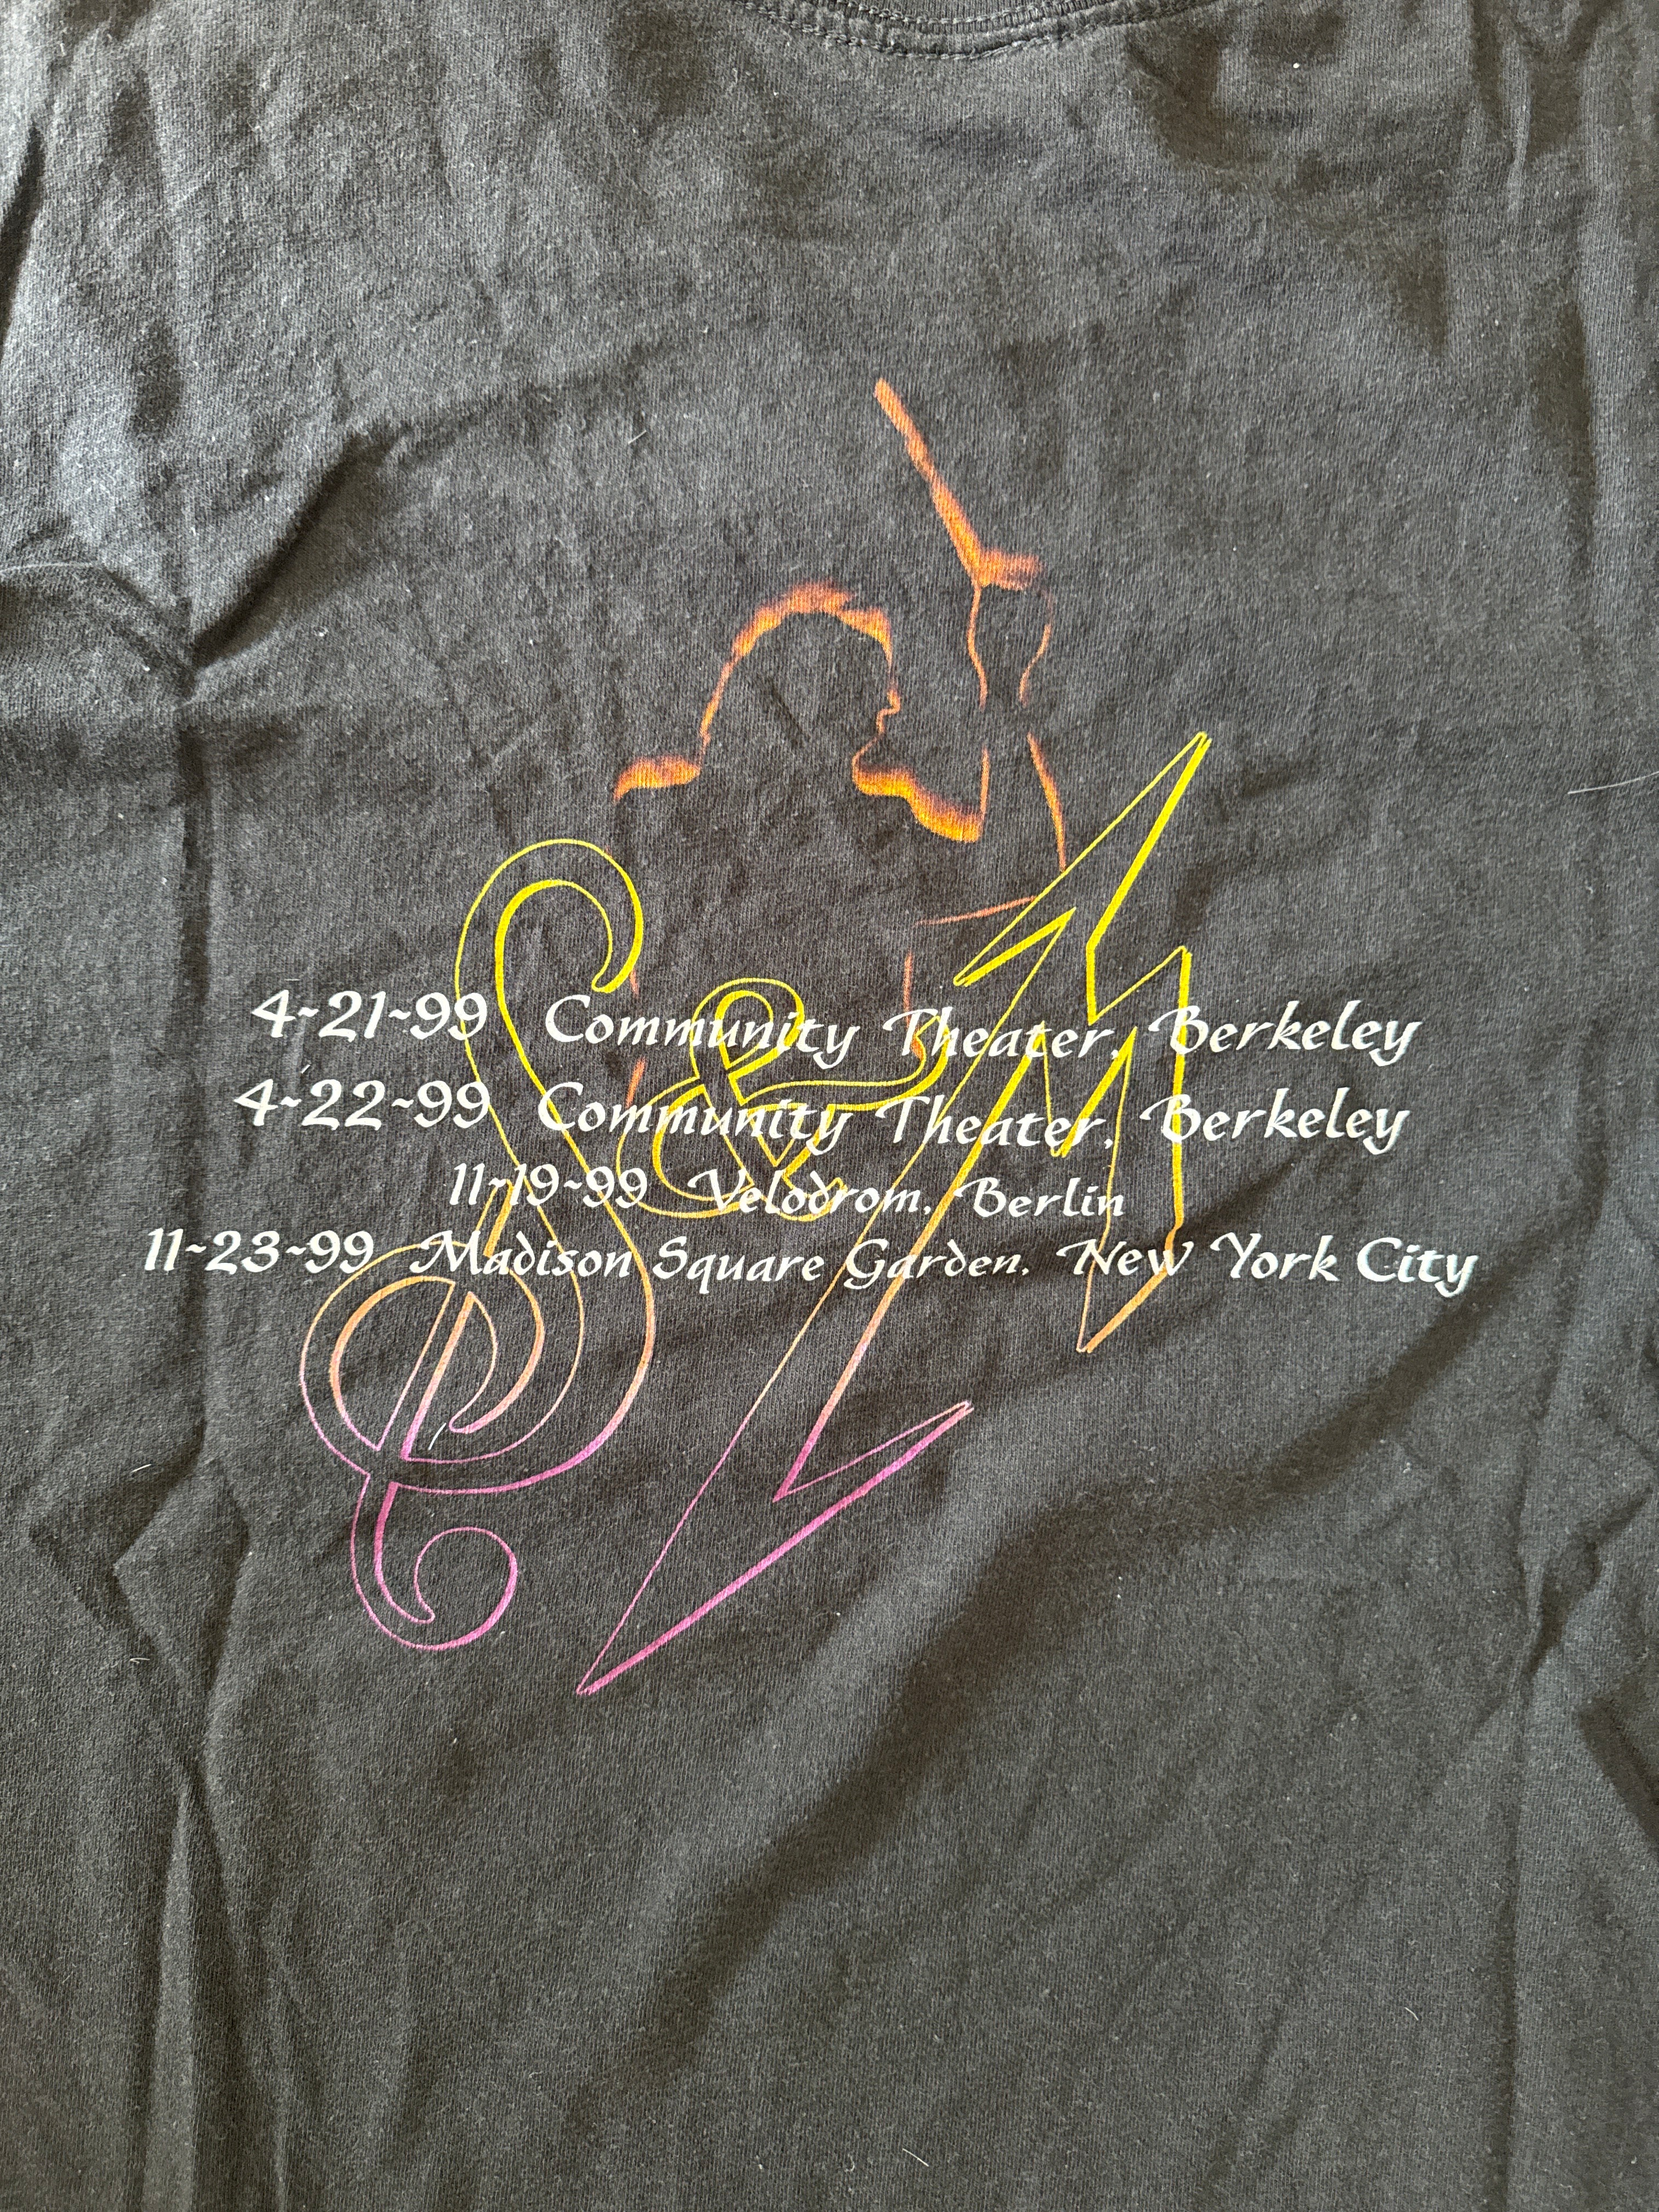 S&M
4~21~99 Community Theater, Berkeley
4~22~99 Community Theater, Berkeley
11~19~99 Velodrom, Berlin
11~23~99 Madison Square Garden, New York City